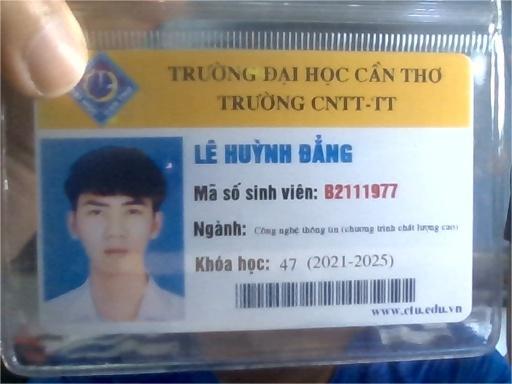 TRƯỜNG ĐẠI HỌC CẦN THƠ
TRƯỜNG CNTT-TT
LÊ HUỲNH ĐẲNG
Mã số sinh viên: B2111977
Ngành: Công nghệ thông tin (chương trình chất lượng cao)
Khóa học: 47 (2021-2025)
www.ctu.edu.vn